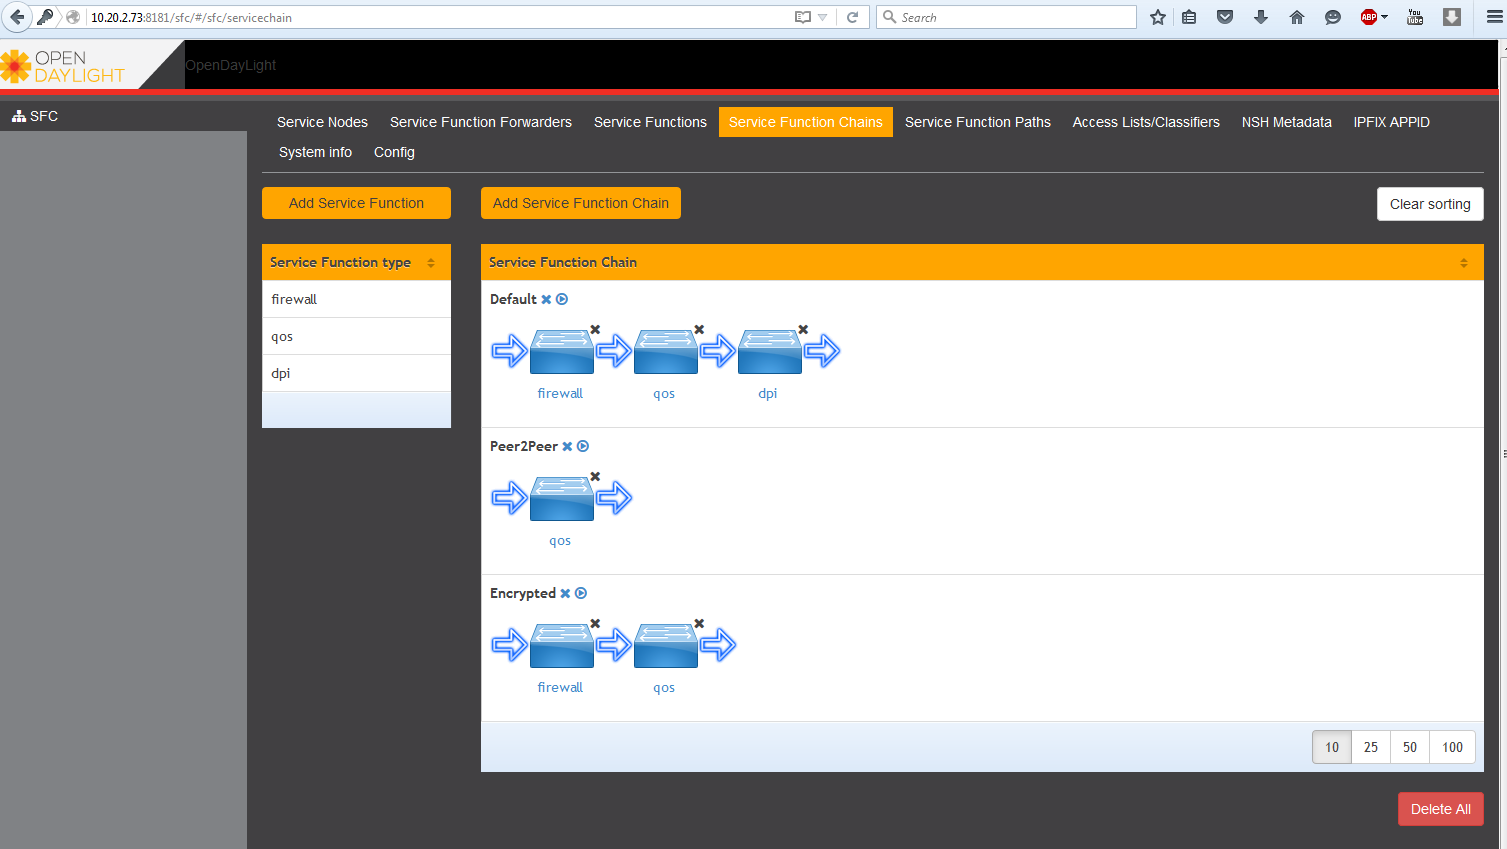 10.20.2.73:8181/sfc/#/sfc/servicechain
Search
ABP
You
Tube
OPEN
DAYLIGHT
OpenDayLight
SFC
Service Nodes Service Function Forwarders Service Functions Service Function Chains Service Function Paths Access Lists/Classifiers NSH Metadata IPFIX APPID
System info Config
Add Service Function Add Service Function Chain Clear sorting
Service Function type
firewall
qos
dpi
Service Function Chain
Default
firewall qos dpi
Peer2Peer
qos
Encrypted
firewall qos
10 25 50 100
Delete All